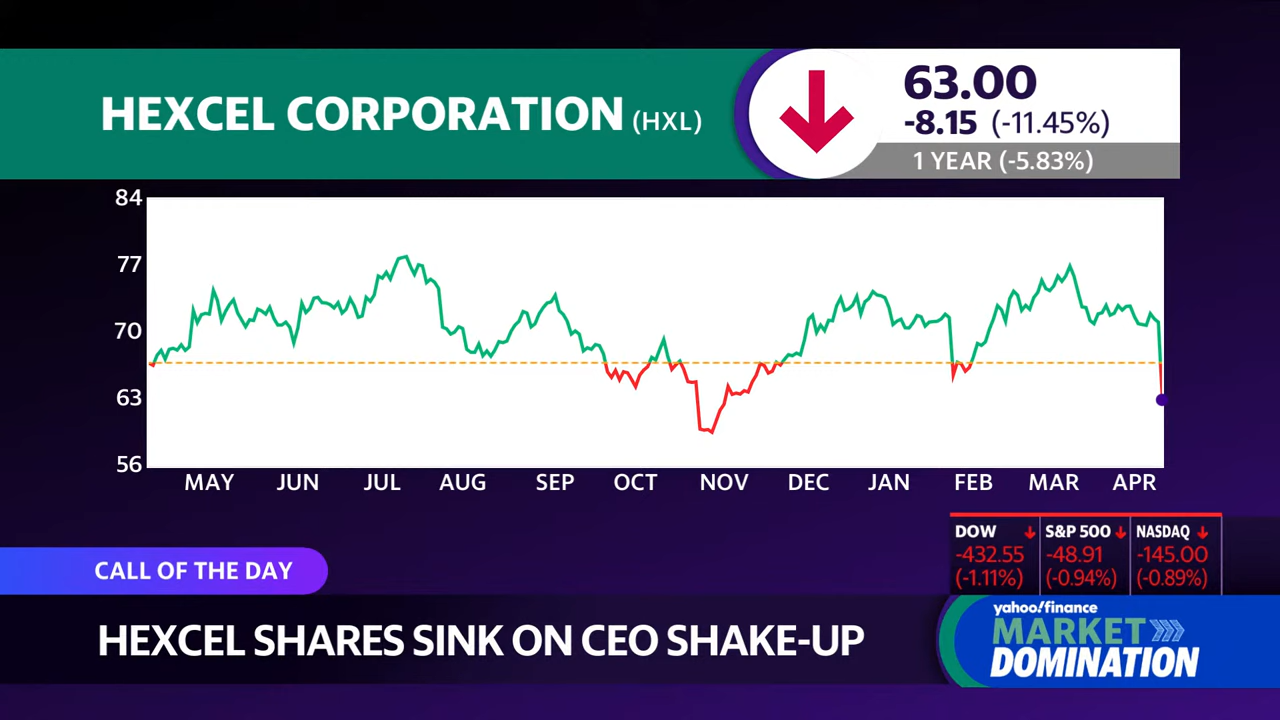 HEXCEL CORPORATION (HXL)
63.00
-8.15 (-11.45%)
1 YEAR (-5.83%)
84
77
70
63
56
MAY JUN JUL AUG SEP OCT NOV DEC JAN FEB MAR APR
DOW S&P 500 NASDAQ
-432.55 -48.91 -145.00
(-1.11%) (-0.94%) (-0.89%)
CALL OF THE DAY
HEXCEL SHARES SINK ON CEO SHAKE-UP
yahoo!finance
MARKET
DOMINATION